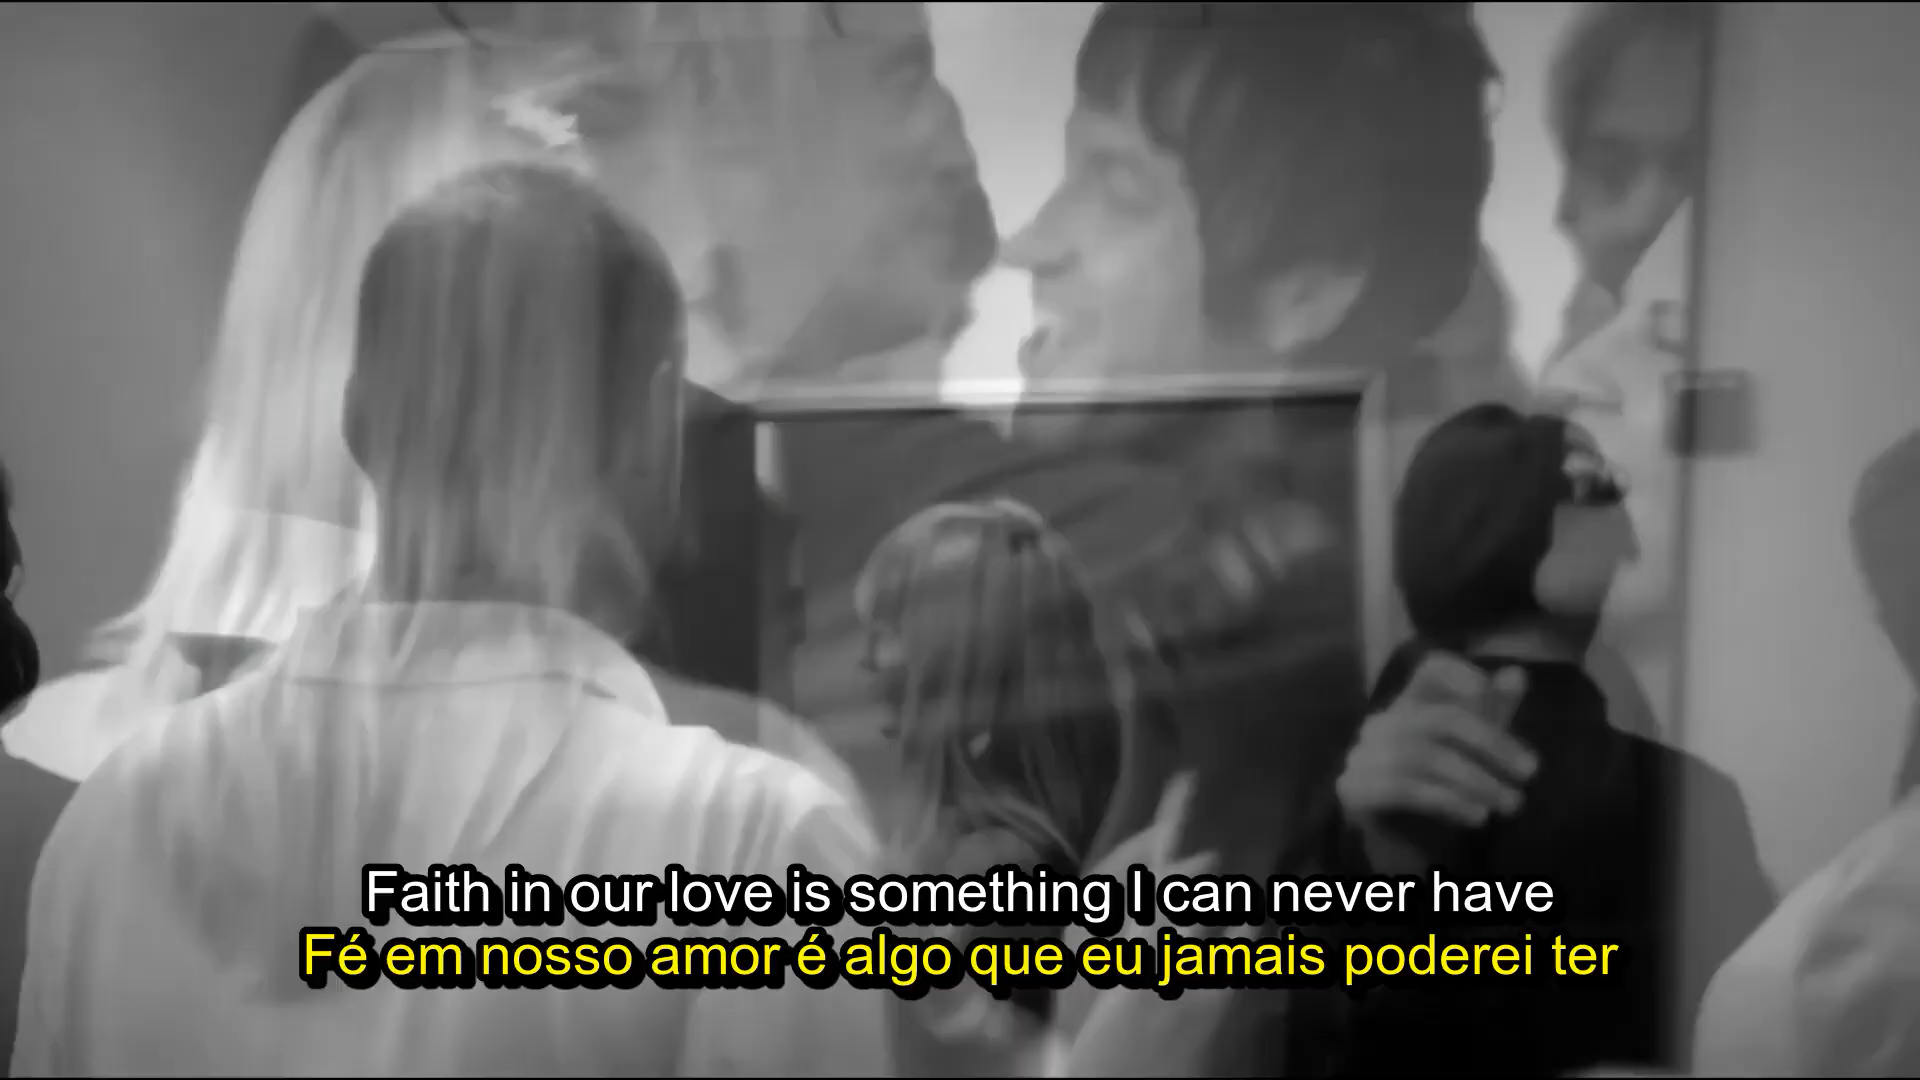 Faith in our love is something I can never have
Fé em nosso amor é algo que eu jamais poderei ter